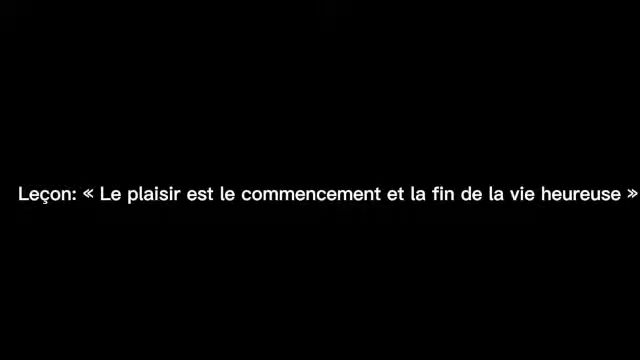 Leçon: « Le plaisir est le commencement et la fin de la vie heureuse »